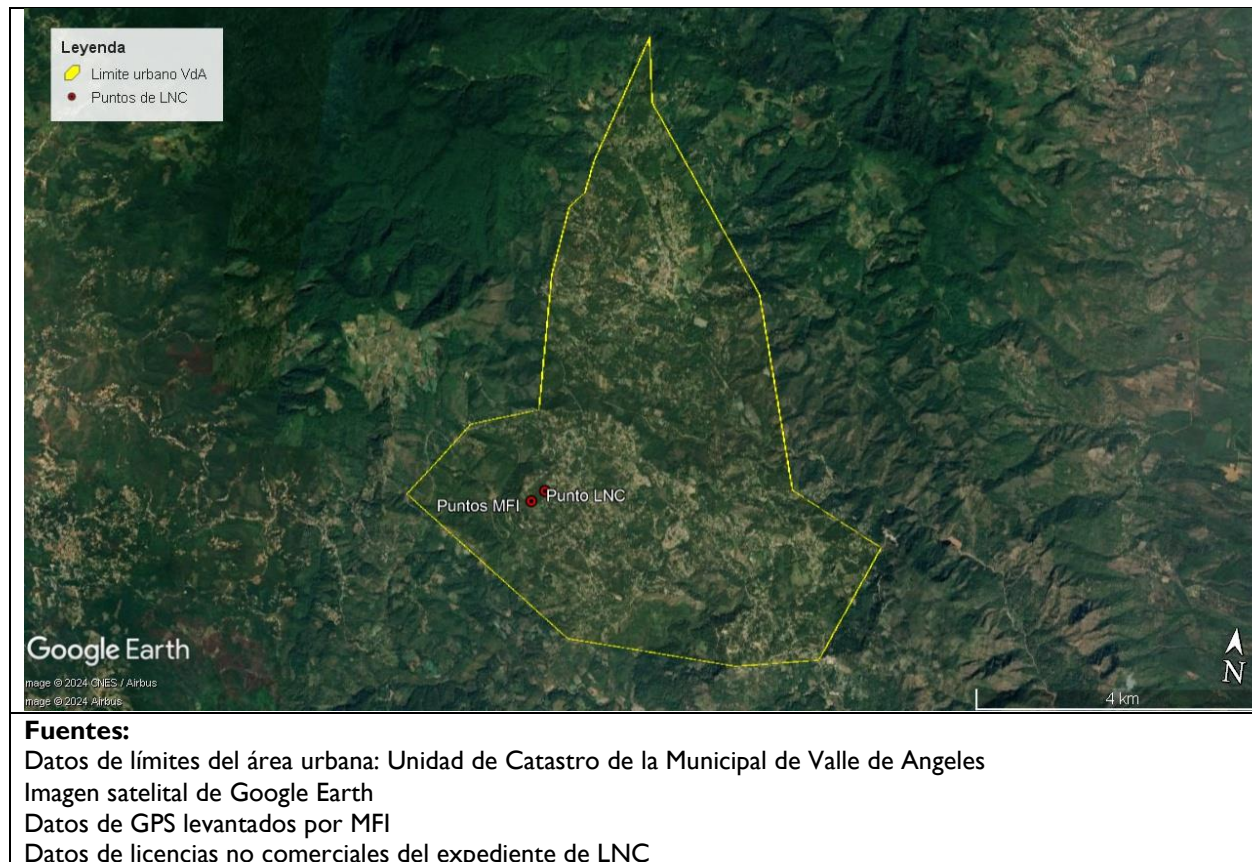 Leyenda
Limite urbano VdA
Puntos de LNC
Puntos MFI
Punto LNC
Google Earth
mage © 2024 CNES / Airbus
mage © 2024 Airbus
N
4 km
Fuentes:
Datos de límites del área urbana: Unidad de Catastro de la Municipal de Valle de Angeles
Imagen satelital de Google Earth
Datos de GPS levantados por MFI
Datos de licencias no comerciales del expediente de LNC